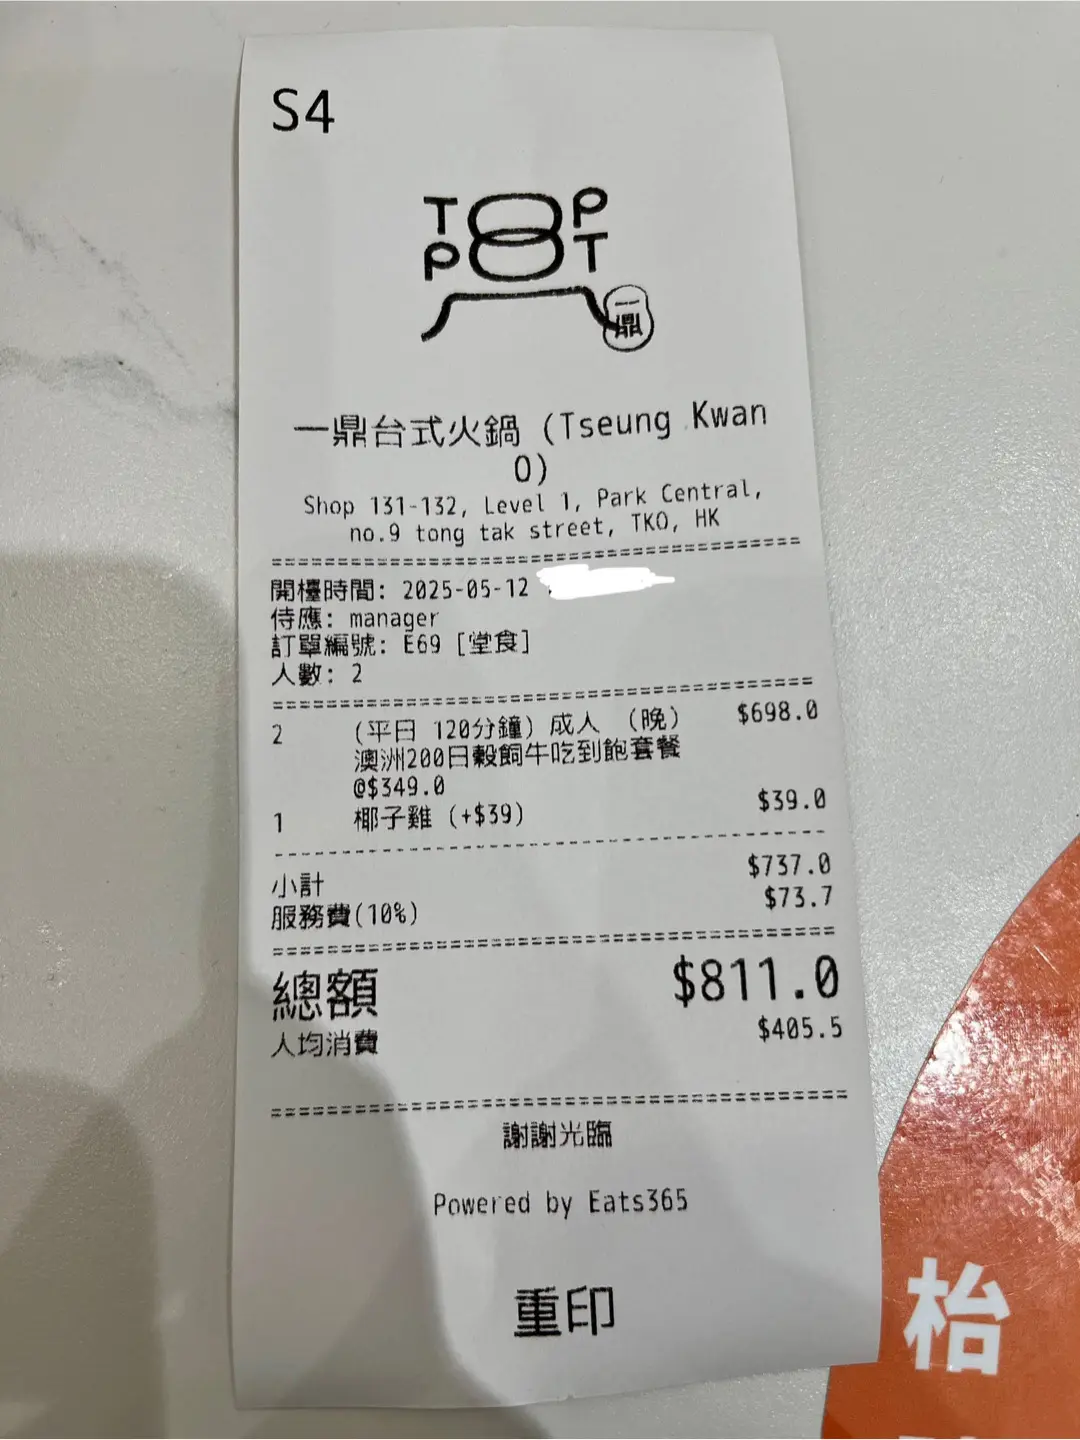 S4
TOP
POT
一鼎
一鼎台式火鍋 (Tseung Kwan
O)
Shop 131-132, Level 1, Park Central,
no.9 tong tak street, TKO, HK
開檯時間: 2025-05-12
侍應: manager
訂單編號: E69 [堂食]
人數: 2
2 (平日 120分鐘) 成人 (晚) $698.0
澳洲200日穀飼牛吃到飽套餐
@$349.0
1 椰子雞 (+$39) $39.0
小計 $737.0
服務費(10%) $73.7
總額 $811.0
人均消費 $405.5
謝謝光臨
Powered by Eats365
重印
枱